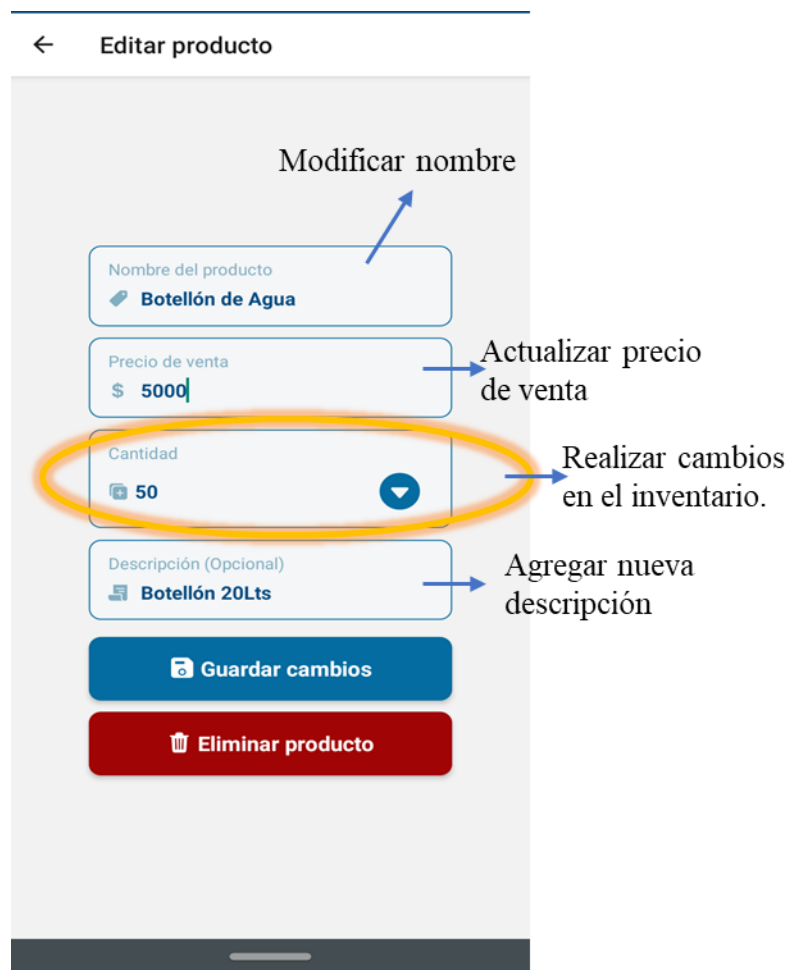 Editar producto
Modificar nombre
Nombre del producto
Botellón de Agua
Precio de venta
$ 5000
Actualizar precio
de venta
Cantidad
50
Realizar cambios
en el inventario.
Descripción (Opcional)
Botellón 20Lts
Agregar nueva
descripción
Guardar cambios
Eliminar producto